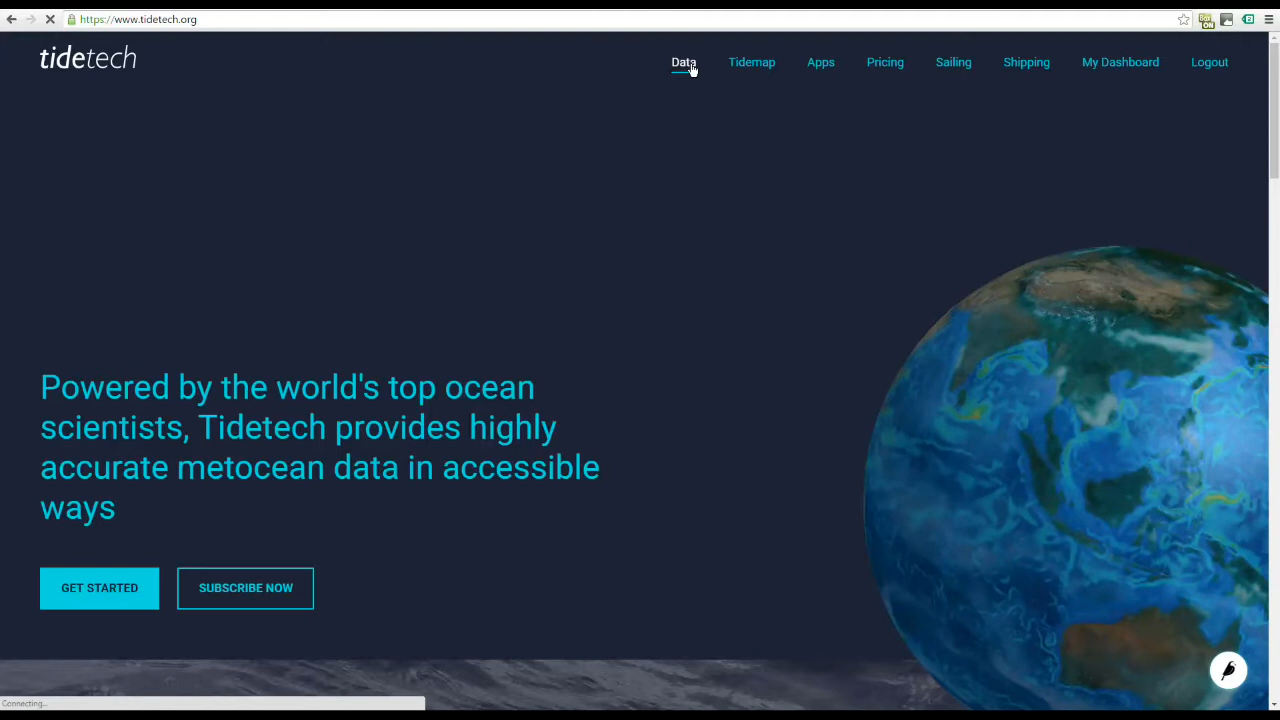 https://www.tidetech.org
tidetech
Data Tidemap Apps Pricing Sailing Shipping My Dashboard Logout
Powered by the world's top ocean
scientists, Tidetech provides highly
accurate metocean data in accessible
ways
GET STARTED SUBSCRIBE NOW
Connecting...